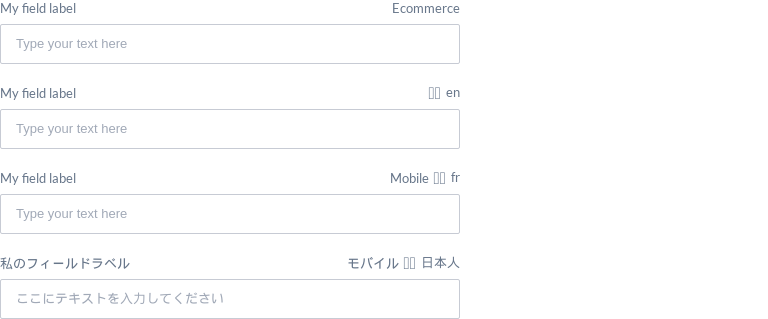 My field label Ecommerce
Type your text here
My field label en
Type your text here
My field label Mobile fr
Type your text here
私のフィールドラベル モバイル 日本人
ここにテキストを入力してください